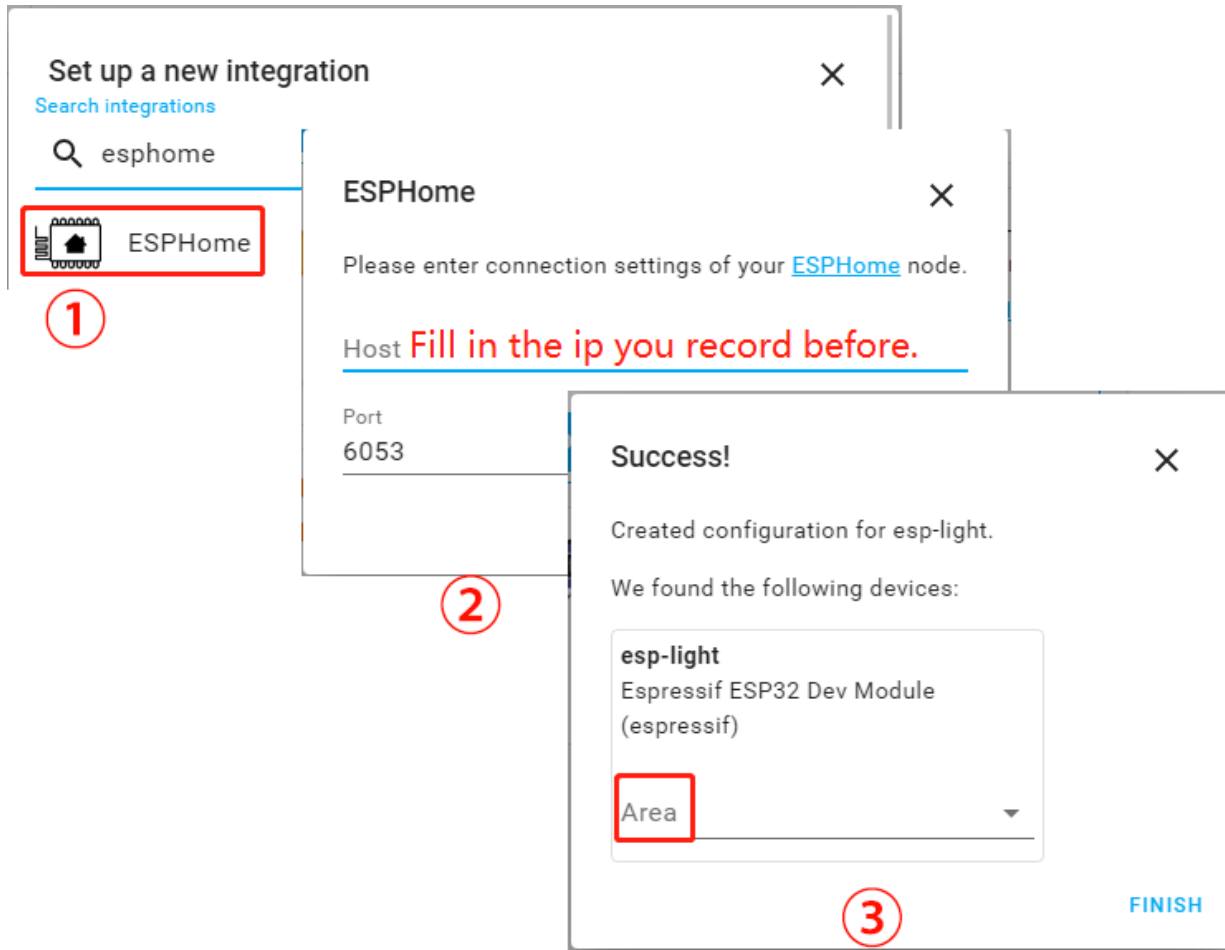 Set up a new integration
Search integrations
esphome
ESPHome
①
ESPHome
Please enter connection settings of your ESPHome node.
Host Fill in the ip you record before.
Port
6053
②
Success!
Created configuration for esp-light.
We found the following devices:
esp-light
Espressif ESP32 Dev Module
(espressif)
Area
③
FINISH